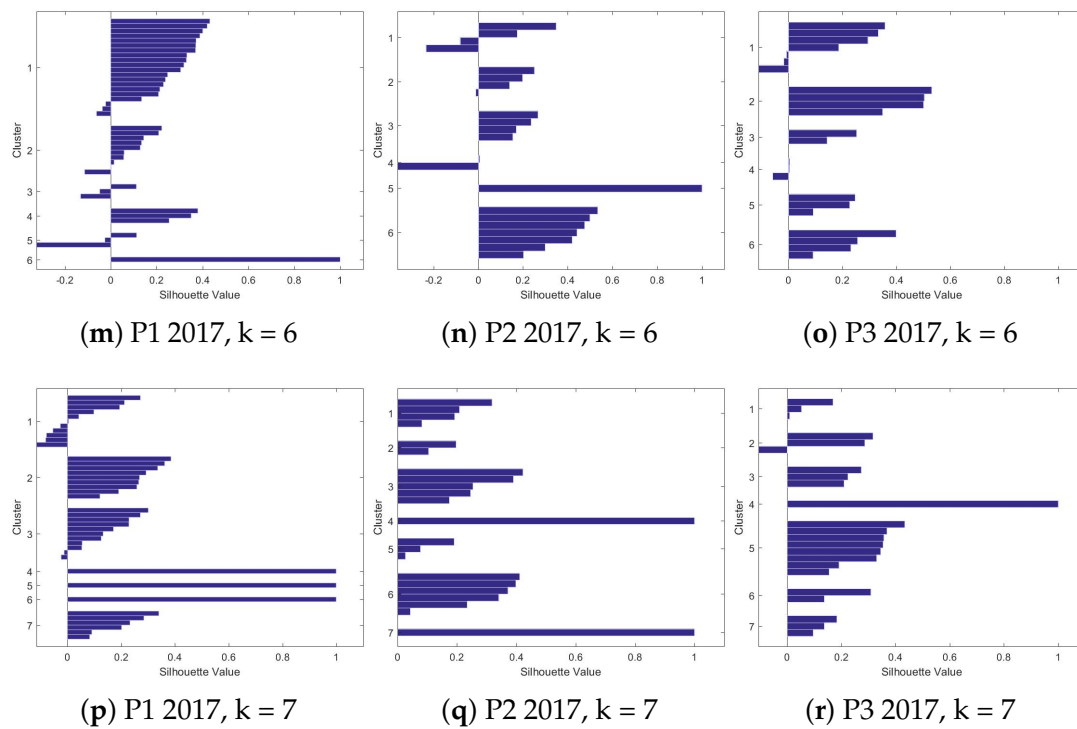 1
2
3
4
5
6
Cluster
-0.2 0 0.2 0.4 0.6 0.8 1
Silhouette Value
(m) P1 2017, k = 6
1
2
3
4
5
6
Cluster
-0.2 0 0.2 0.4 0.6 0.8 1
Silhouette Value
(n) P2 2017, k = 6
1
2
3
4
5
6
Cluster
0 0.2 0.4 0.6 0.8 1
Silhouette Value
(o) P3 2017, k = 6
1
2
3
4
5
6
7
Cluster
0 0.2 0.4 0.6 0.8 1
Silhouette Value
(p) P1 2017, k = 7
1
2
3
4
5
6
7
Cluster
0 0.2 0.4 0.6 0.8 1
Silhouette Value
(q) P2 2017, k = 7
1
2
3
4
5
6
7
Cluster
0 0.2 0.4 0.6 0.8 1
Silhouette Value
(r) P3 2017, k = 7